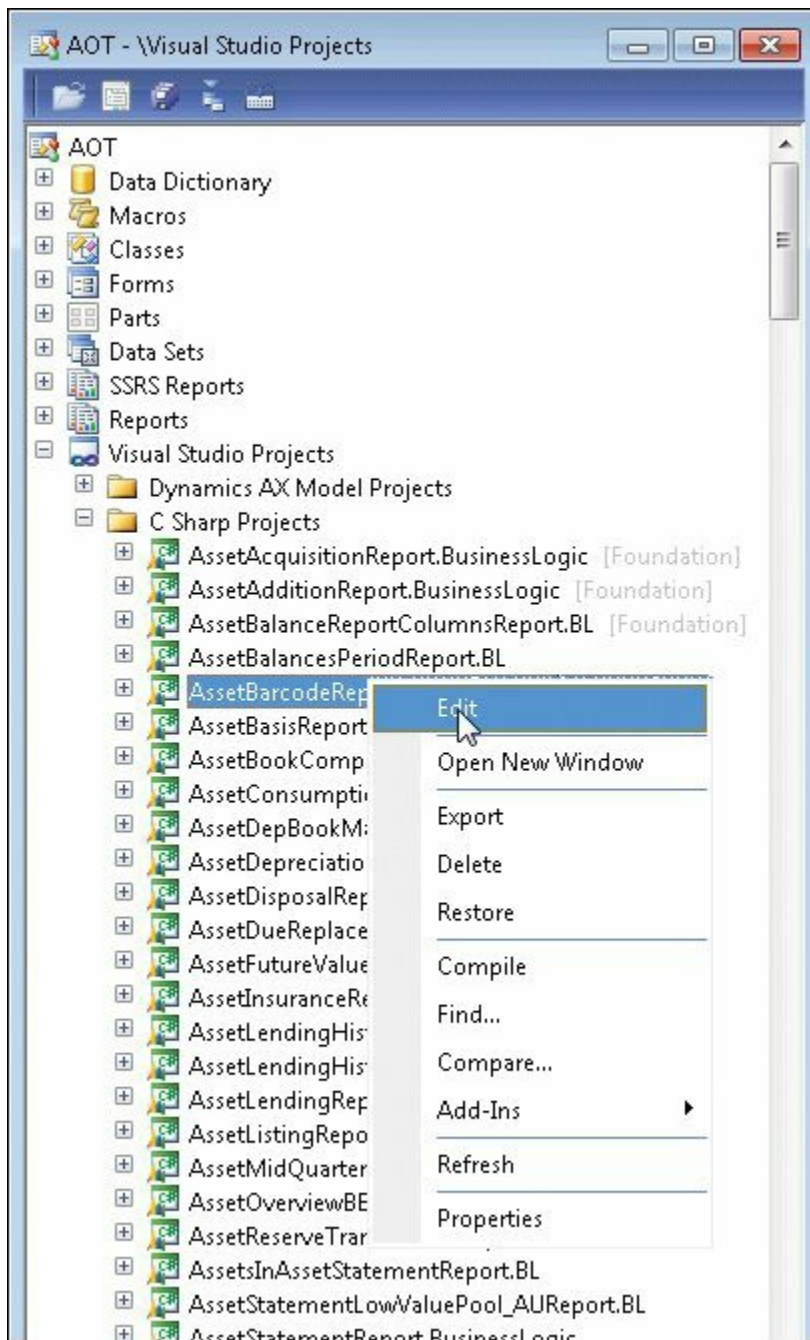 AOT - \Visual Studio Projects
AOT
Data Dictionary
Macros
Classes
Forms
Parts
Data Sets
SSRS Reports
Reports
Visual Studio Projects
Dynamics AX Model Projects
C Sharp Projects
AssetAcquisitionReport.BusinessLogic [Foundation]
AssetAdditionReport.BusinessLogic [Foundation]
AssetBalanceReportColumnsReport.BL [Foundation]
AssetBalancesPeriodReport.BL
AssetBarcodeRep
AssetBasisReport
AssetBookComp
AssetConsumpti
AssetDepBookM
AssetDepreciatio
AssetDisposalRep
AssetDueReplace
AssetFutureValue
AssetInsuranceRe
AssetLendingHis
AssetLendingHis
AssetLendingRep
AssetListingRepo
AssetMidQuarter
AssetOverviewBE
AssetReserveTrar
AssetsInAssetStatementReport.BL
AssetStatementLowValuePool_AUReport.BL
AssetStatementReport.BusinessLogic
Edit
Open New Window
Export
Delete
Restore
Compile
Find...
Compare...
Add-Ins
Refresh
Properties